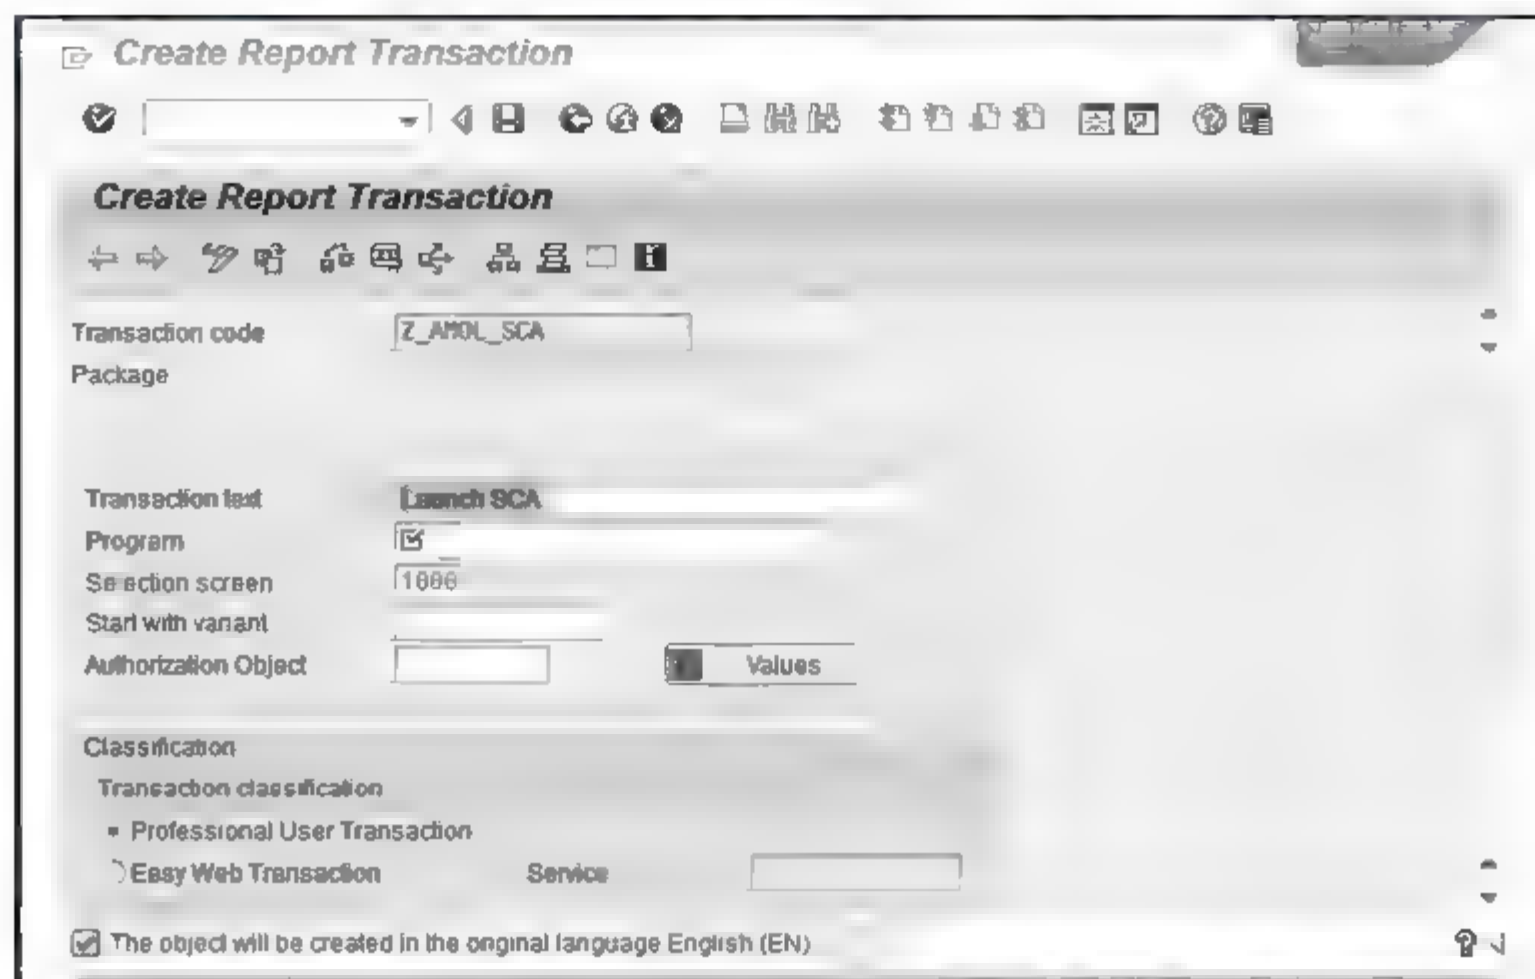 Create Report Transaction
Create Report Transaction
Transaction code Z_AMOL_SCA
Package
Transaction text Launch SCA
Program
Selection screen 1000
Start with variant
Authorization Object Values
Classification
Transaction classification
Professional User Transaction
Easy Web Transaction Service
The object will be created in the original language English (EN)